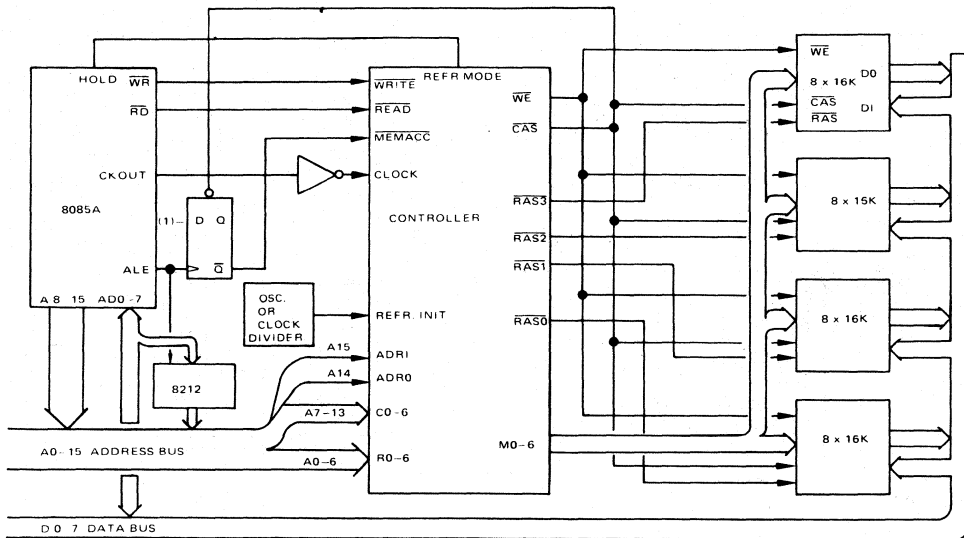 HOLD
WR
RD
CKOUT
8085A
ALE
A 8 15 AD0-7
(1)
D Q
Q
8212
OSC.
OR
CLOCK
DIVIDER
REFR MODE
WRITE
READ
MEMACC
CLOCK
CONTROLLER
REFR. INIT
A15
ADR1
A14
ADR0
A7-13
C0-6
A0-6
R0-6
WE
CAS
RAS3
RAS2
RAS1
RAS0
M0-6
WE
8 x 16K
D0
CAS
DI
RAS
8 x 15K
8 x 16K
8 x 16K
A0-15 ADDRESS BUS
D0 7 DATA BUS